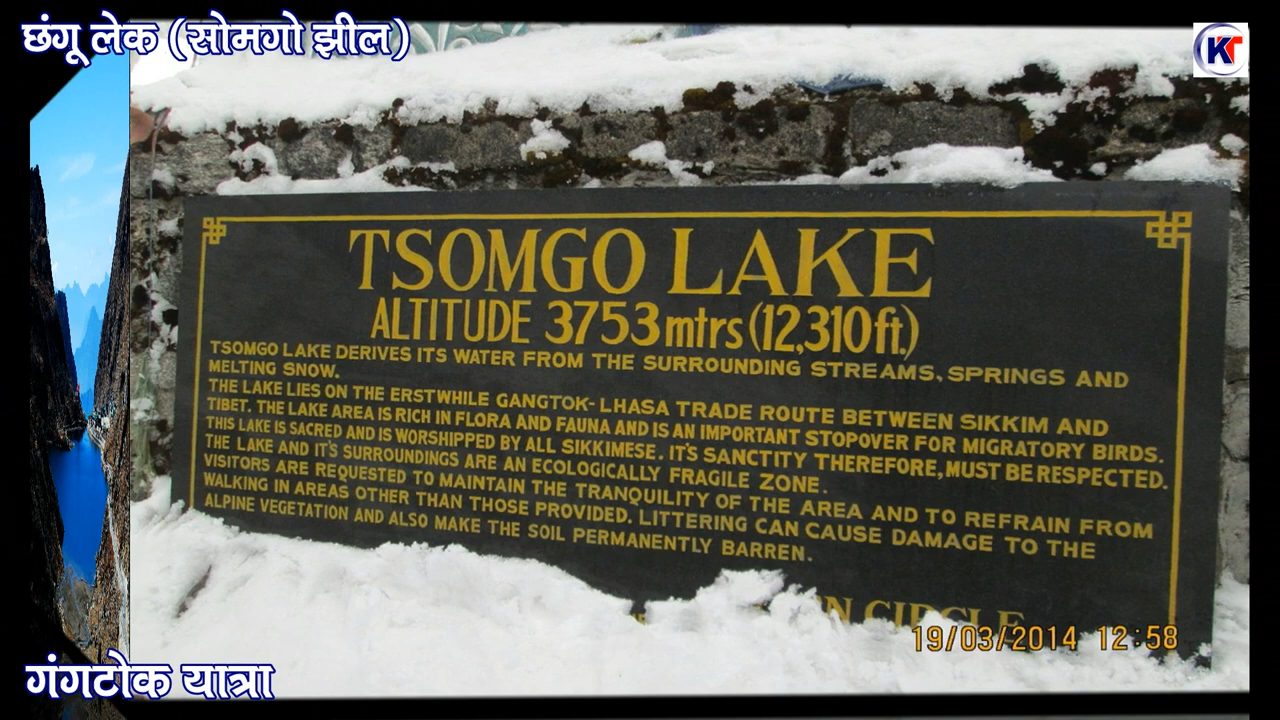 छंगू लेक (सोमगो झील)
KT
TSOMGO LAKE
ALTITUDE 3753 mtrs (12,310 ft.)
TSOMGO LAKE DERIVES ITS WATER FROM THE SURROUNDING STREAMS, SPRINGS AND
MELTING SNOW.
THE LAKE LIES ON THE ERSTWHILE GANGTOK-LHASA TRADE ROUTE BETWEEN SIKKIM AND
TIBET. THE LAKE AREA IS RICH IN FLORA AND FAUNA AND IS AN IMPORTANT STOPOVER FOR MIGRATORY BIRDS.
THIS LAKE IS SACRED AND IS WORSHIPPED BY ALL SIKKIMESE. IT'S SANCTITY THEREFORE, MUST BE RESPECTED.
THE LAKE AND IT'S SURROUNDINGS ARE AN ECOLOGICALLY FRAGILE ZONE.
VISITORS ARE REQUESTED TO MAINTAIN THE TRANQUILITY OF THE AREA AND TO REFRAIN FROM
WALKING IN AREAS OTHER THAN THOSE PROVIDED. LITTERING CAN CAUSE DAMAGE TO THE
ALPINE VEGETATION AND ALSO MAKE THE SOIL PERMANENTLY BARREN.
CIRCLE
19/03/2014 12:58
गंगटोक यात्रा